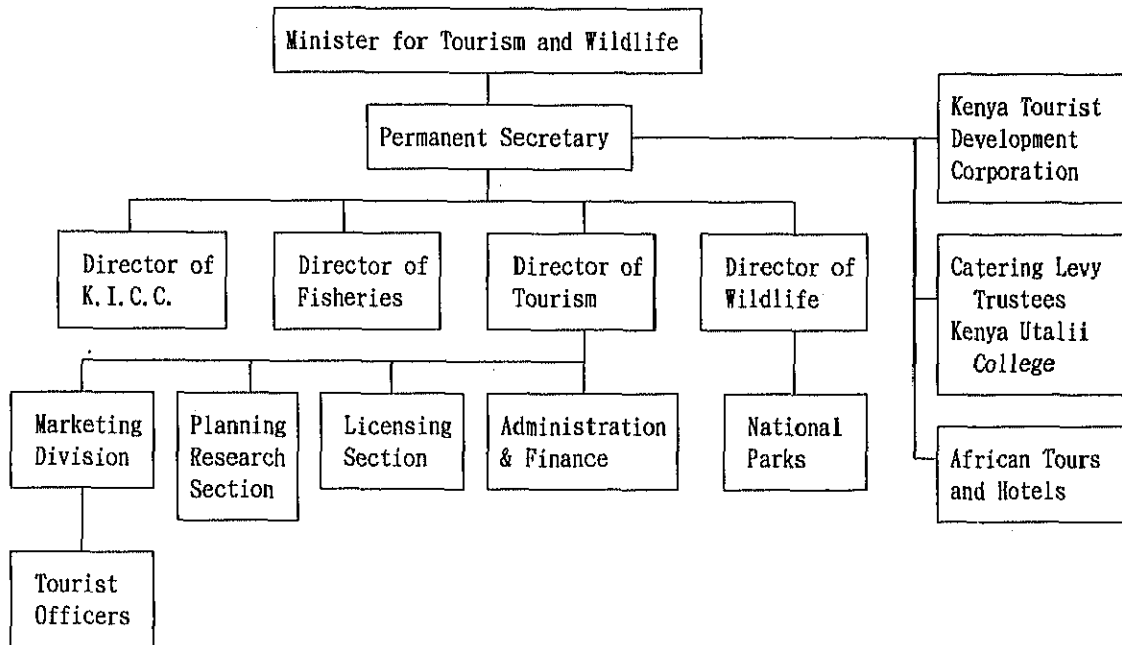 Minister for Tourism and Wildlife
Permanent Secretary
Kenya Tourist
Development
Corporation
Director of
K.I.C.C.
Director of
Fisheries
Director of
Tourism
Director of
Wildlife
Catering Levy
Trustees
Kenya Utalii
College
Marketing
Division
Planning
Research
Section
Licensing
Section
Administration
& Finance
National
Parks
African Tours
and Hotels
Tourist
Officers